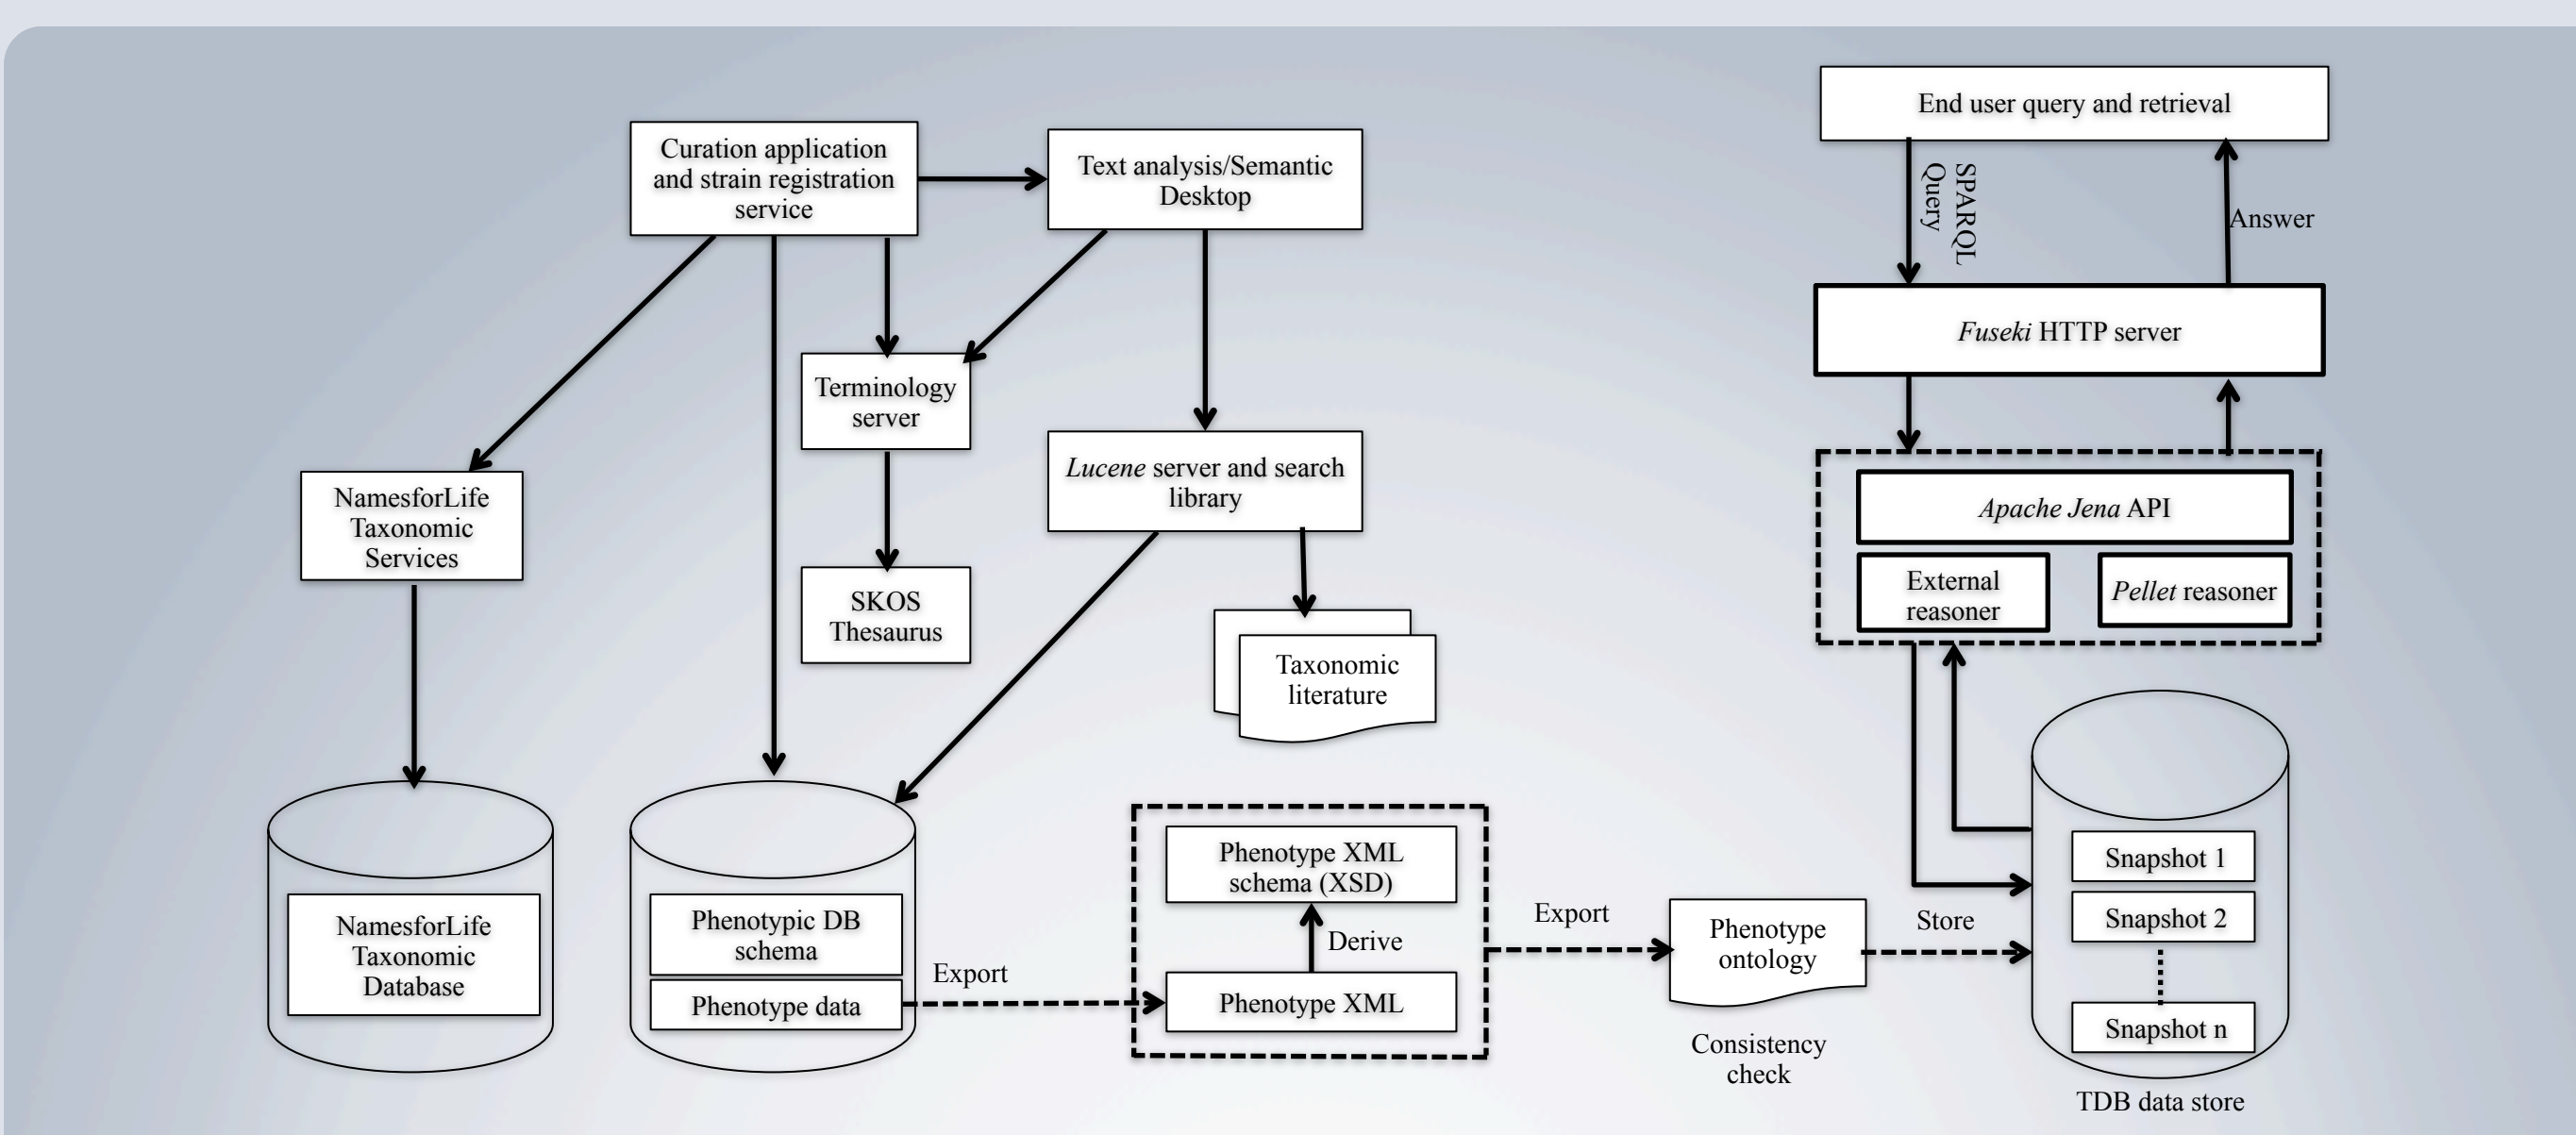 Curation application
and strain registration
service
Text analysis/Semantic
Desktop
Terminology
server
SKOS
Thesaurus
Lucene server and search
library
Taxonomic
literature
NamesforLife
Taxonomic
Services
NamesforLife
Taxonomic
Database
Phenotypic DB
schema
Phenotype data
Export
Phenotype XML
schema (XSD)
Derive
Phenotype XML
Export
Phenotype
ontology
Consistency
check
Store
End user query and retrieval
SPARQL
Query
Answer
Fuseki HTTP server
Apache Jena API
External
reasoner
Pellet reasoner
Snapshot 1
Snapshot 2
Snapshot n
TDB data store